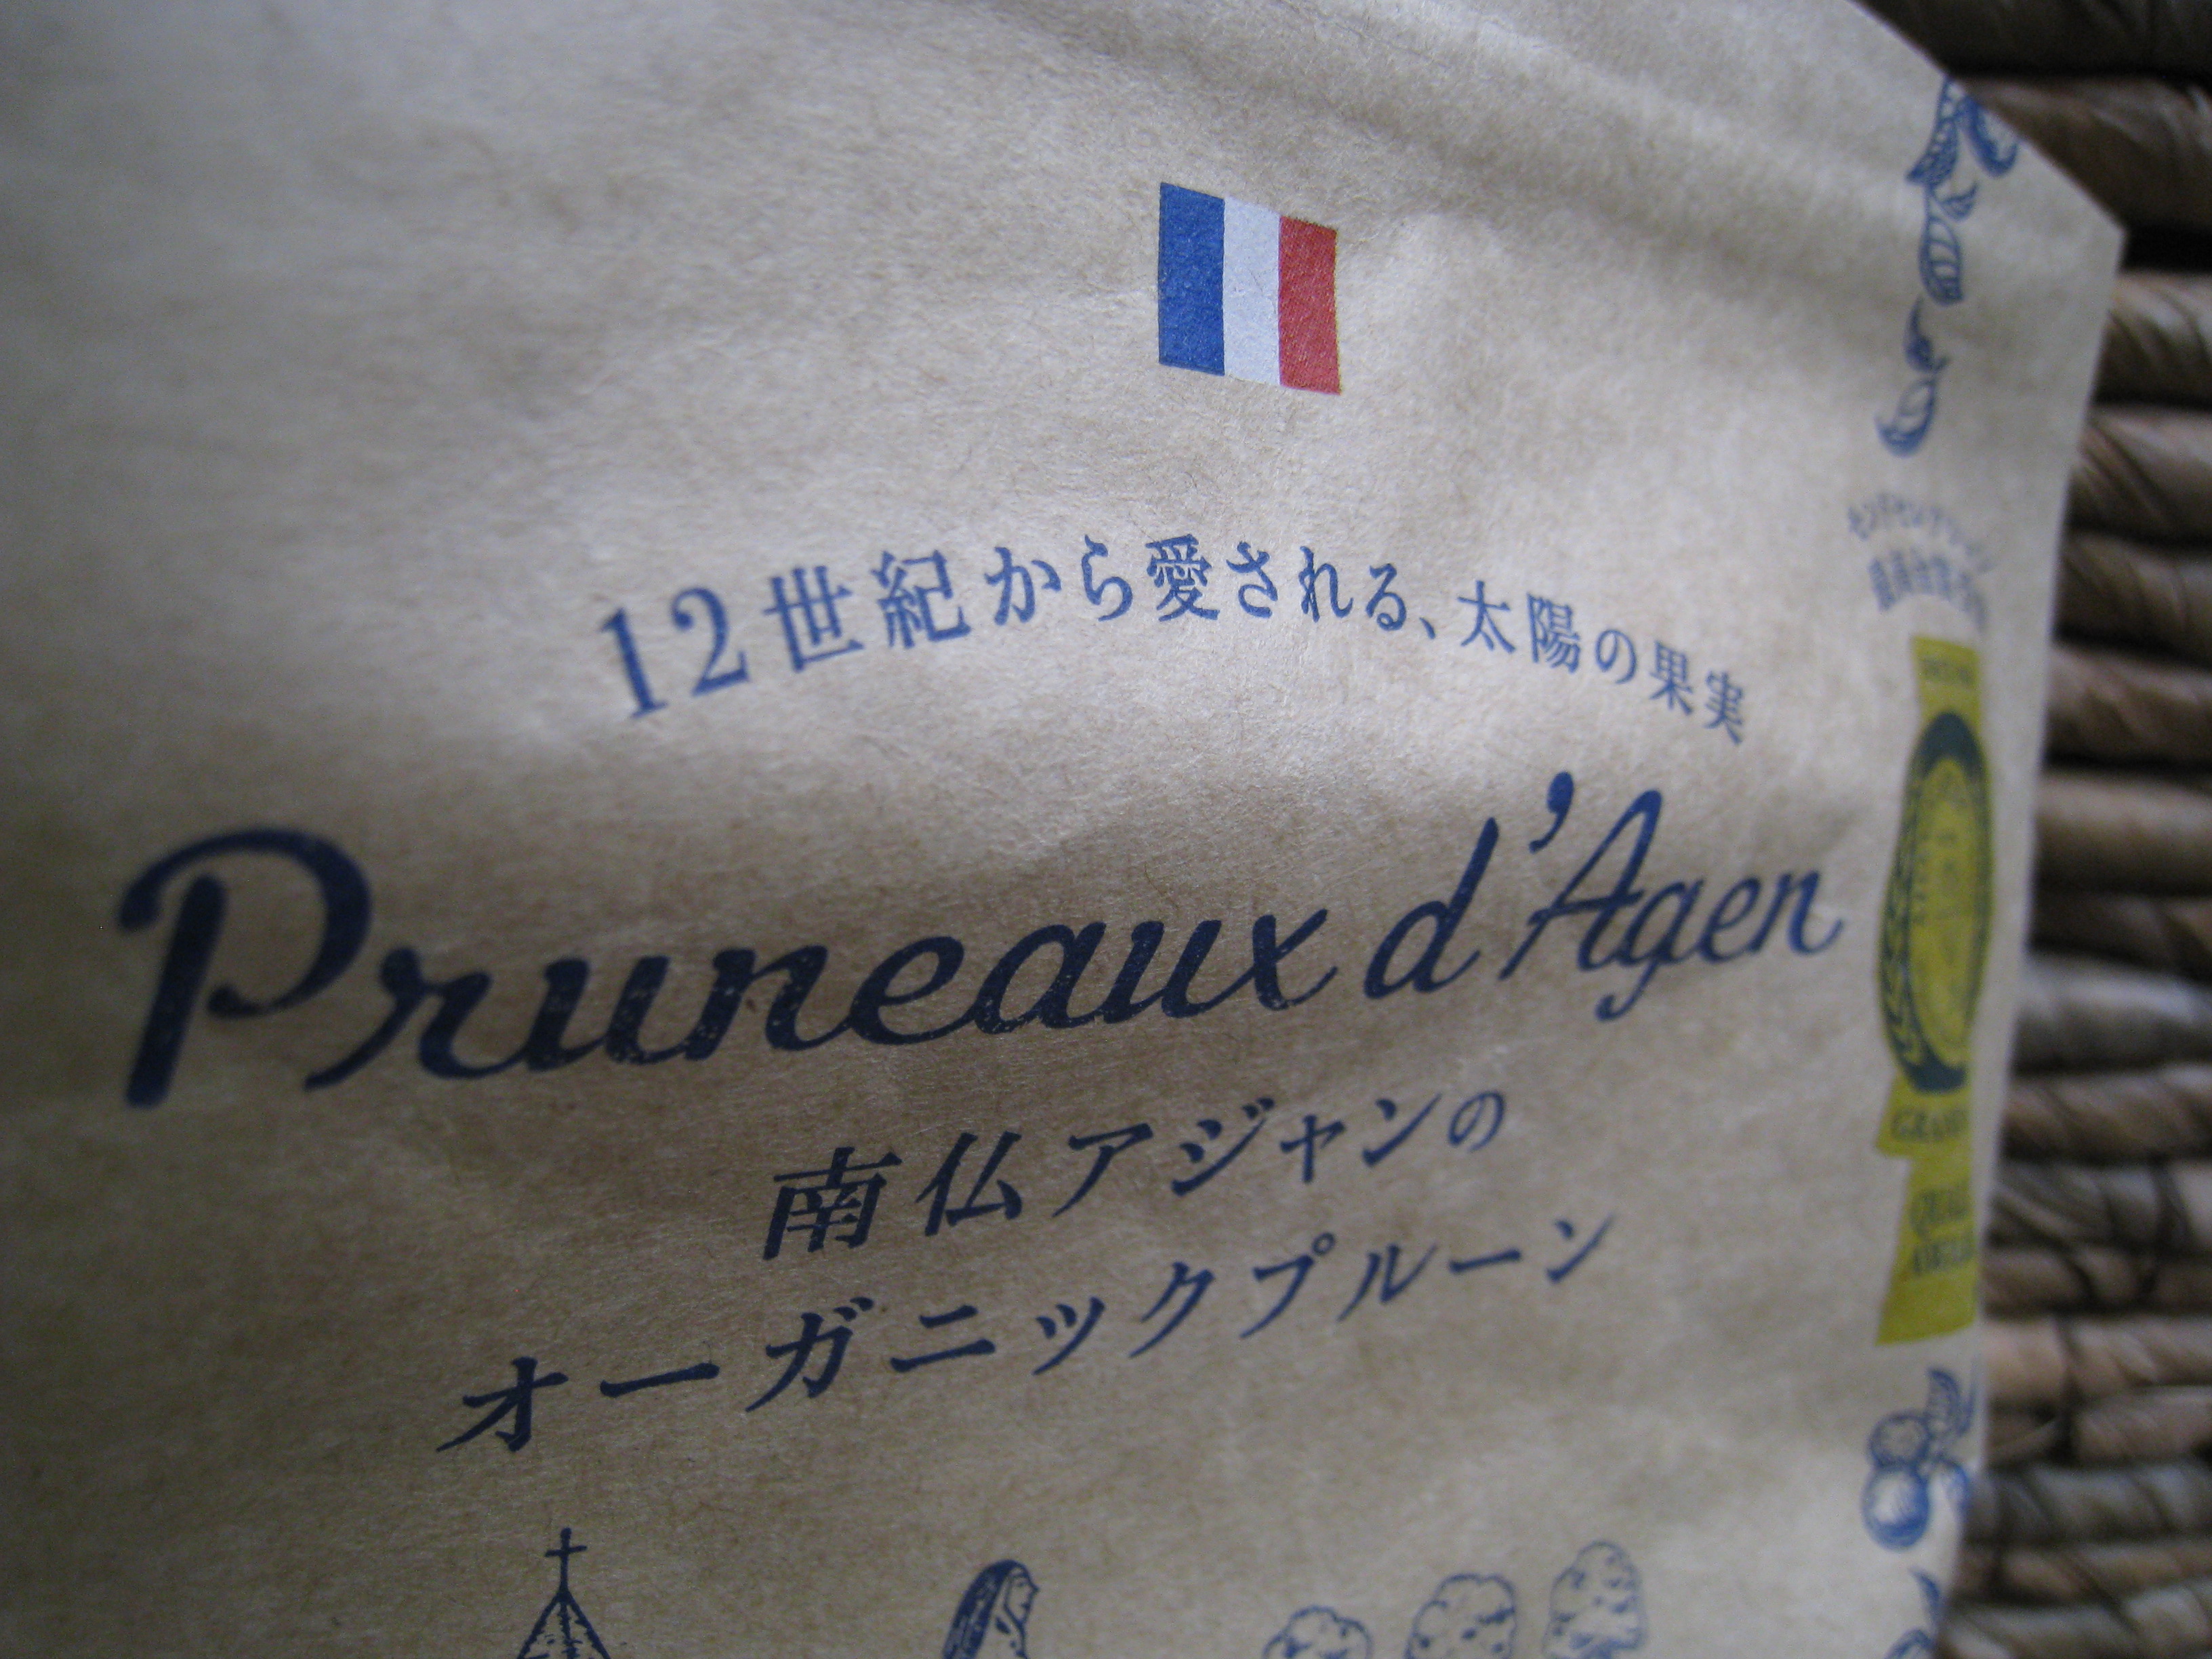 12世紀から愛される、太陽の果実
Pruneaux d'Agen
南仏アジャンの
オーガニックプルーン